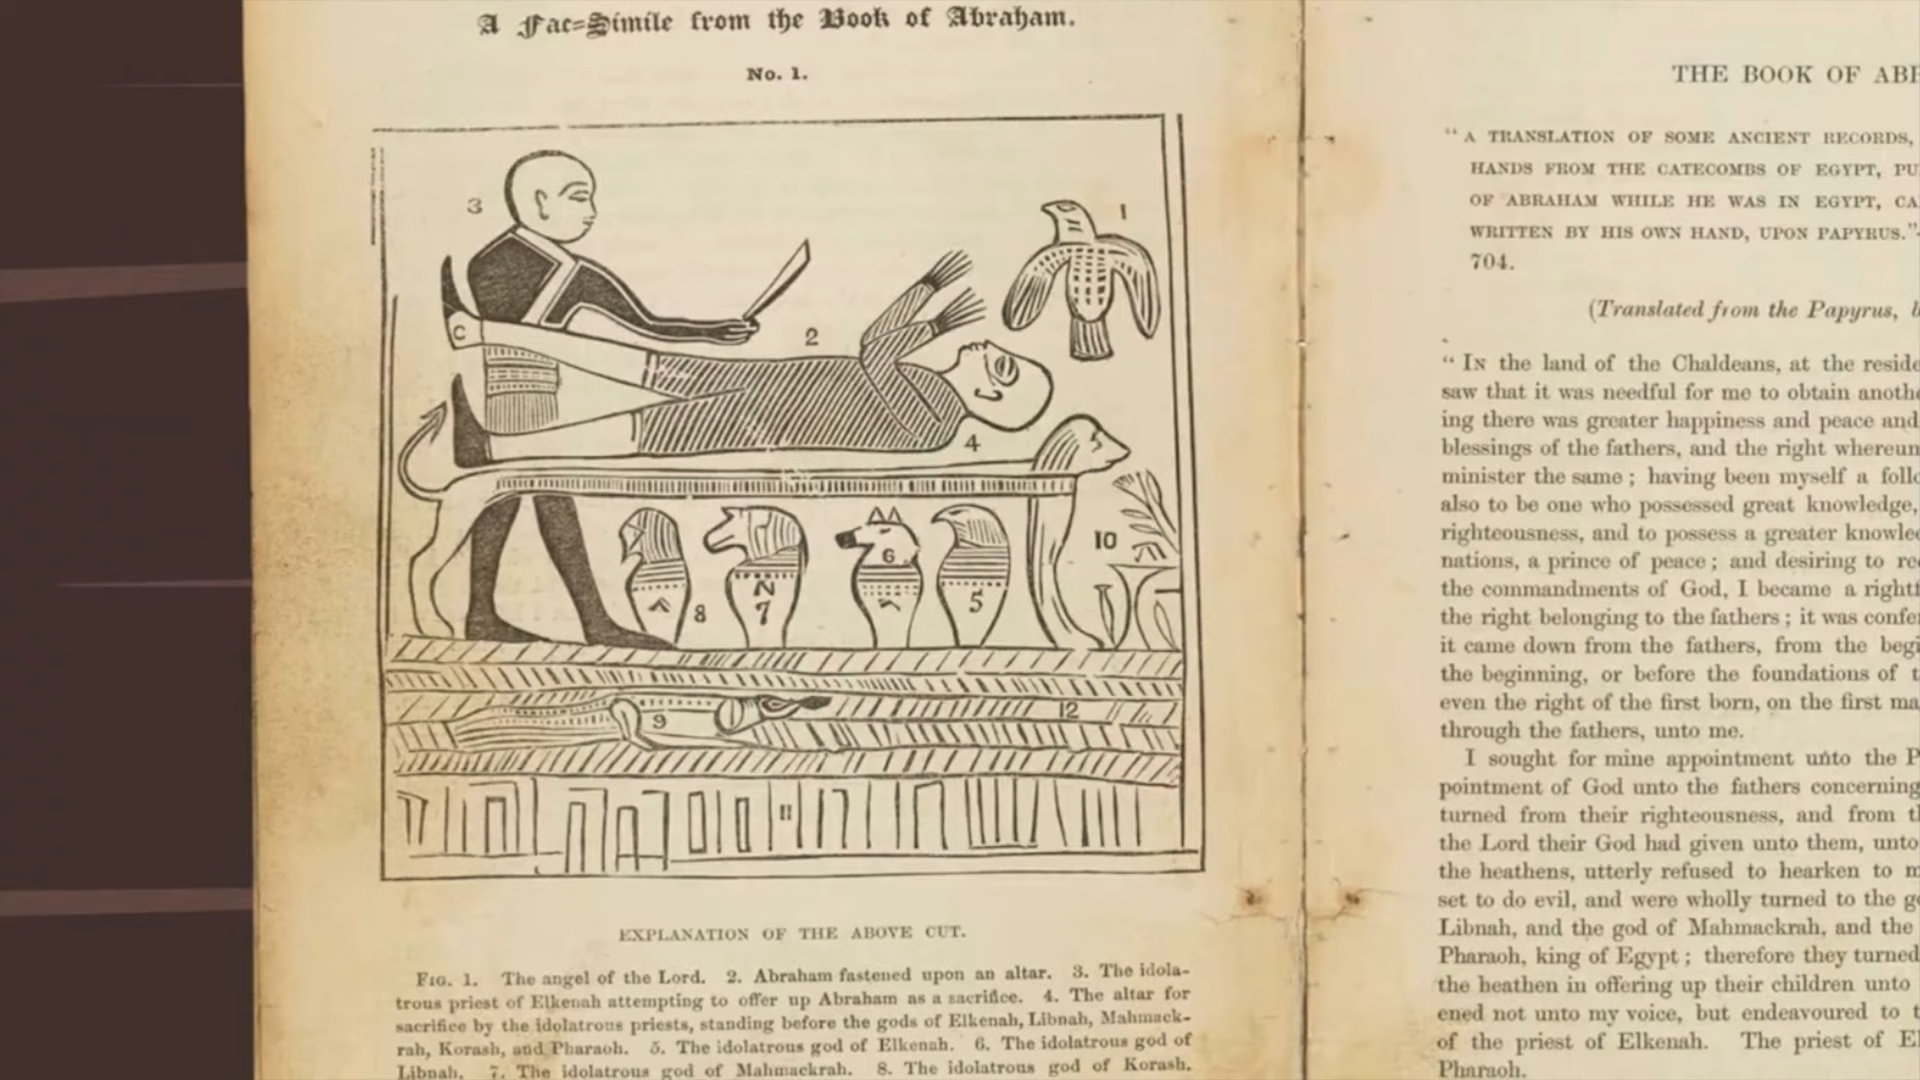 A Fac=Simile from the Book of Abraham.
No. 1.
3
1
C
2
4
10
6
N
8
7
5
9
12
11
EXPLANATION OF THE ABOVE CUT.
FIG. 1. The angel of the Lord. 2. Abraham fastened upon an altar. 3. The idola-
trous priest of Elkenah attempting to offer up Abraham as a sacrifice. 4. The altar for
sacrifice by the idolatrous priests, standing before the gods of Elkenah, Libnah, Mahmack-
rah, Korash, and Pharaoh. 5. The idolatrous god of Elkenah. 6. The idolatrous god of
Libnah. 7. The idolatrous god of Mahmackrah. 8. The idolatrous god of Korash.
THE BOOK OF
“A TRANSLATION OF SOME ANCIENT RECORDS,
HANDS FROM THE CATECOMBS OF EGYPT,
OF ABRAHAM WHILE HE WAS IN EGYPT,
WRITTEN BY HIS OWN HAND, UPON PAPYRUS.”
704.
(Translated from the Papyrus,
“ IN the land of the Chaldeans, at the
saw that it was needful for me to obtain
ing there was greater happiness and peace and
blessings of the fathers, and the right
minister the same ; having been myself a
also to be one who possessed great knowledge,
righteousness, and to possess a greater
nations, a prince of peace ; and desiring to
the commandments of God, I became a
the right belonging to the fathers ; it was
it came down from the fathers, from the
the beginning, or before the foundations of
even the right of the first born, on the first
through the fathers, unto me.
I sought for mine appointment unto the
pointment of God unto the fathers concerning
turned from their righteousness, and from
the Lord their God had given unto them, unto
the heathens, utterly refused to hearken to
set to do evil, and were wholly turned to the
Libnah, and the god of Mahmackrah, and the
Pharaoh, king of Egypt ; therefore they turned
the heathen in offering up their children unto
ened not unto my voice, but endeavoured to
of the priest of Elkenah. The priest of
Pharaoh.